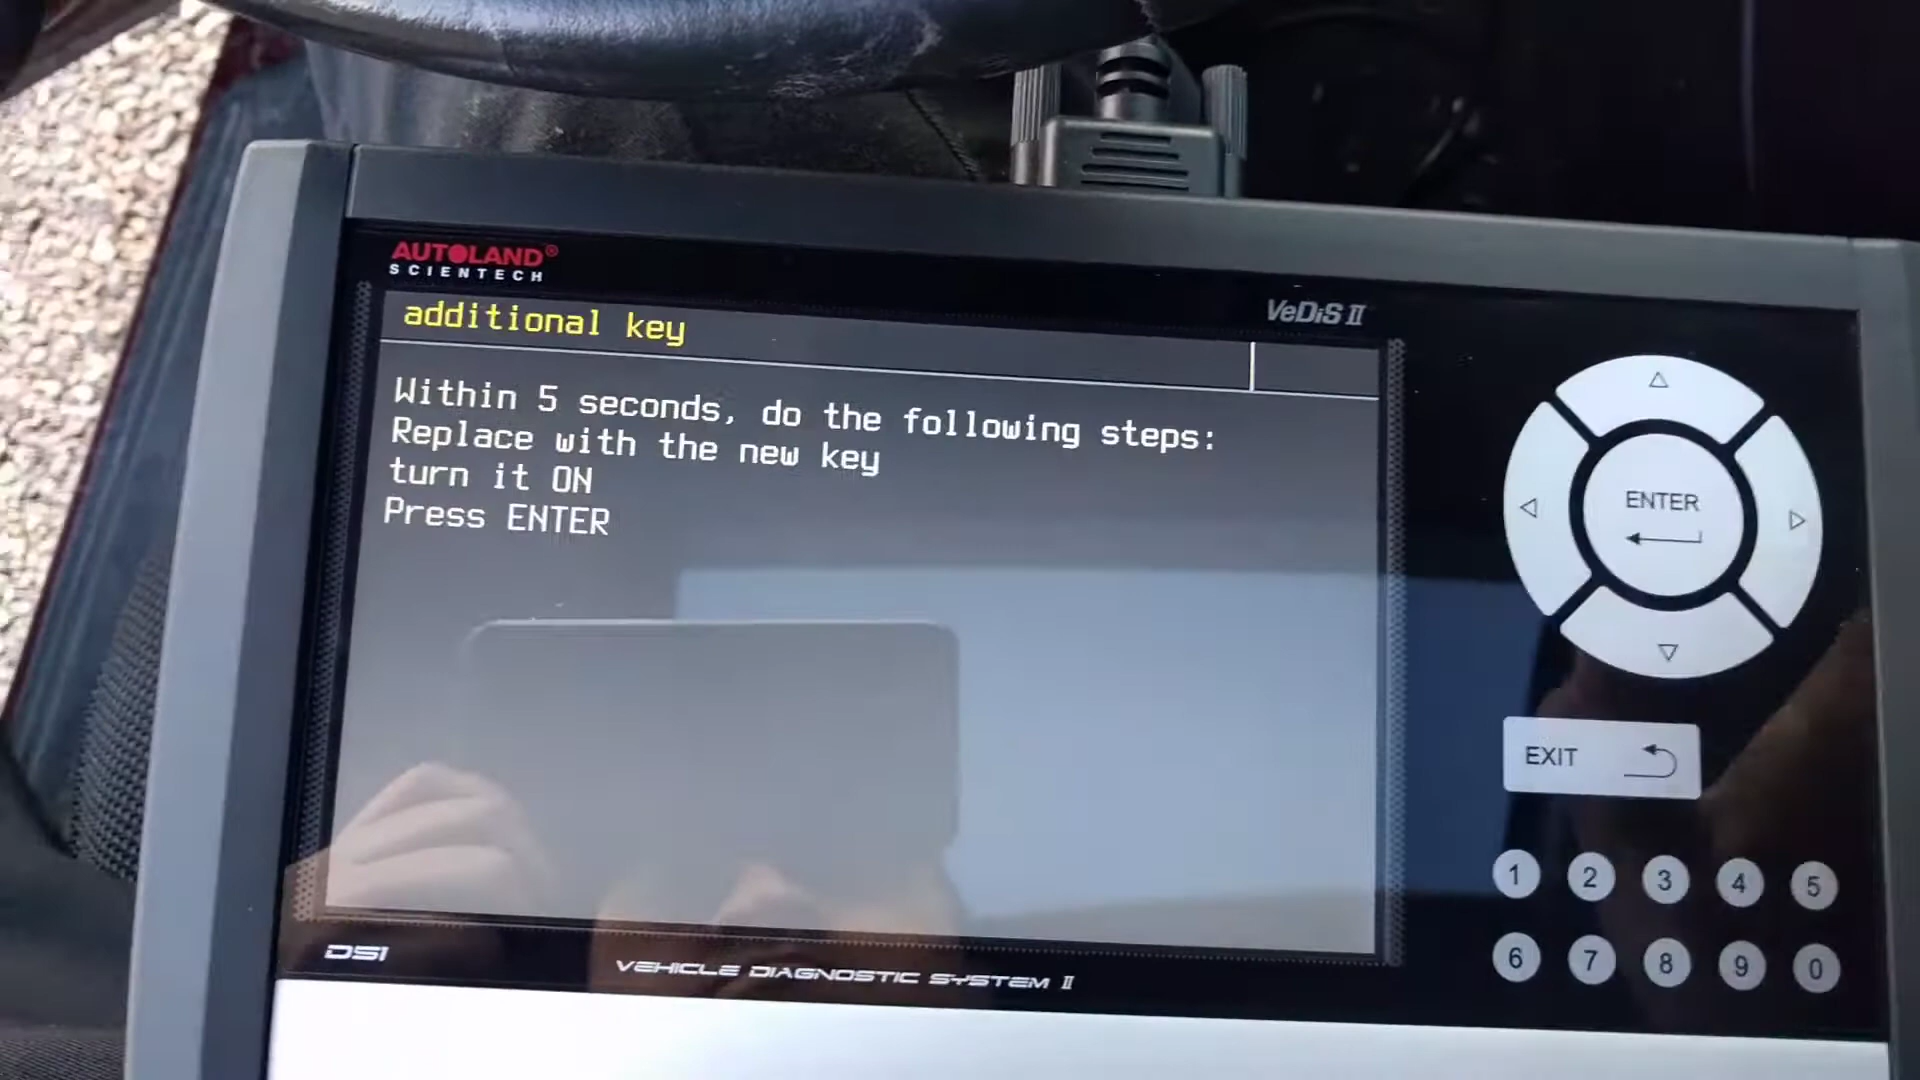 AUTOLAND®
SCIENTECH
VeDiS II
additional key
Within 5 seconds, do the following steps:
Replace with the new key
turn it ON
Press ENTER
ENTER
EXIT
1 2 3 4 5
6 7 8 9 0
DSI
VEHICLE DIAGNOSTIC SYSTEM II